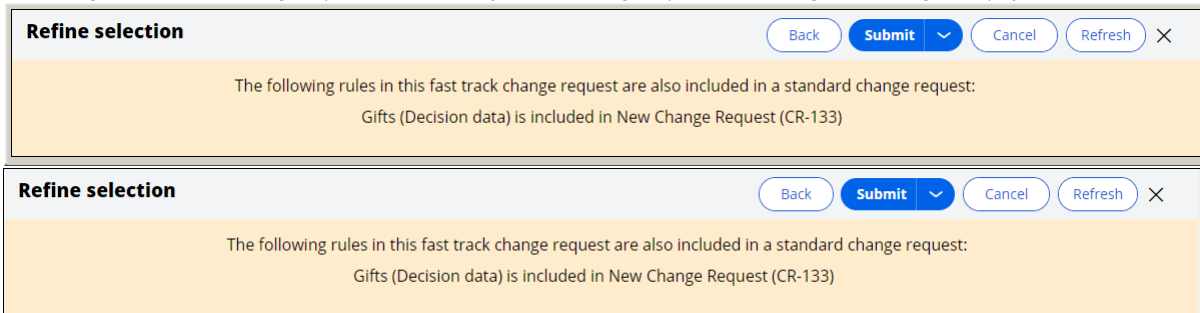 Refine selection
Back Submit Cancel Refresh
The following rules in this fast track change request are also included in a standard change request:
Gifts (Decision data) is included in New Change Request (CR-133)
Refine selection
Back Submit Cancel Refresh
The following rules in this fast track change request are also included in a standard change request:
Gifts (Decision data) is included in New Change Request (CR-133)